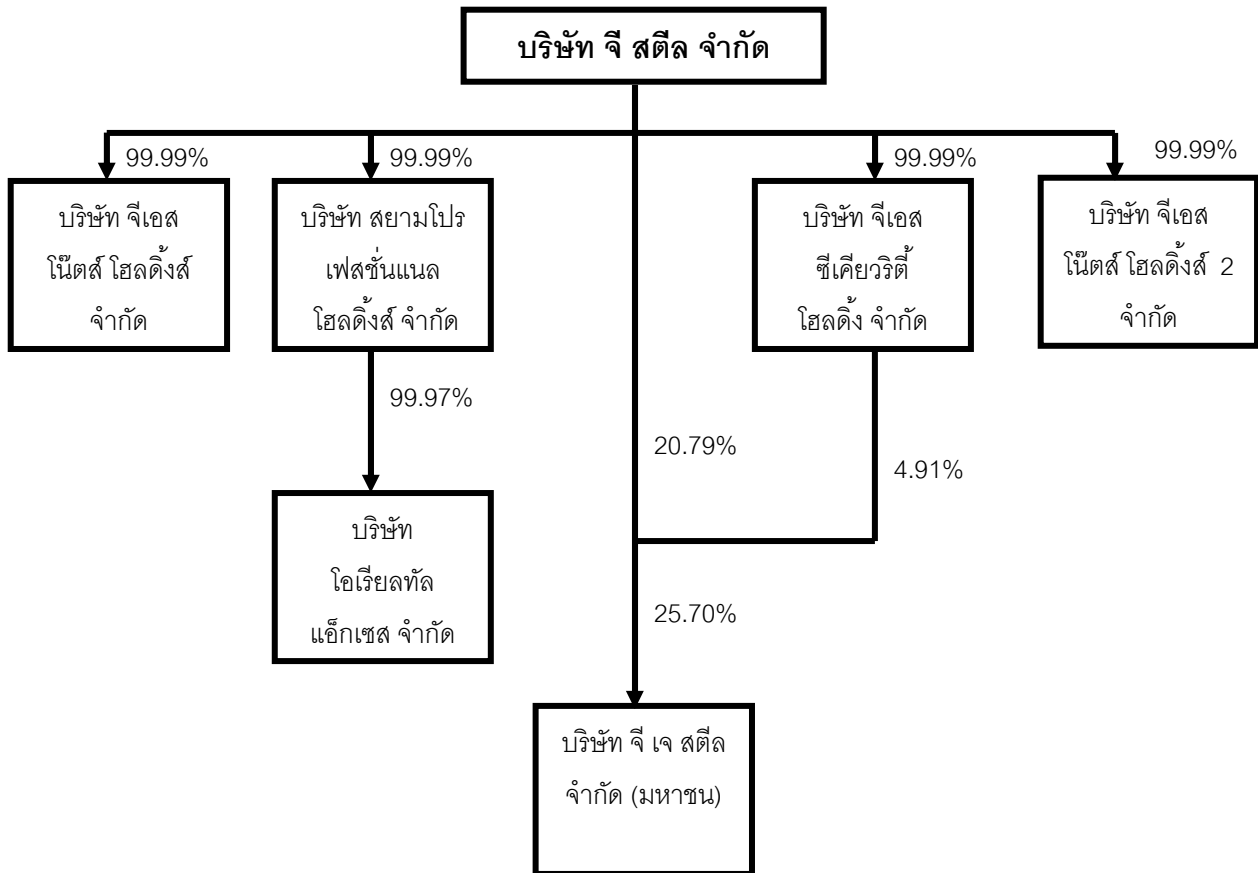 บริษัท จี สตีล จำกัด
99.99%
99.99%
99.99%
99.99%
บริษัท จีเอส
โน๊ตส์ โฮลดิ้งส์
จำกัด
บริษัท สยามโปร
เฟสชั่นแนล
โฮลดิ้งส์ จำกัด
บริษัท จีเอส
ซีเคียวริตี้
โฮลดิ้ง จำกัด
บริษัท จีเอส
โน๊ตส์ โฮลดิ้งส์ 2
จำกัด
99.97%
20.79%
4.91%
บริษัท
โอเรียลทัล
แอ็กเซส จำกัด
25.70%
บริษัท จี เจ สตีล
จำกัด (มหาชน)